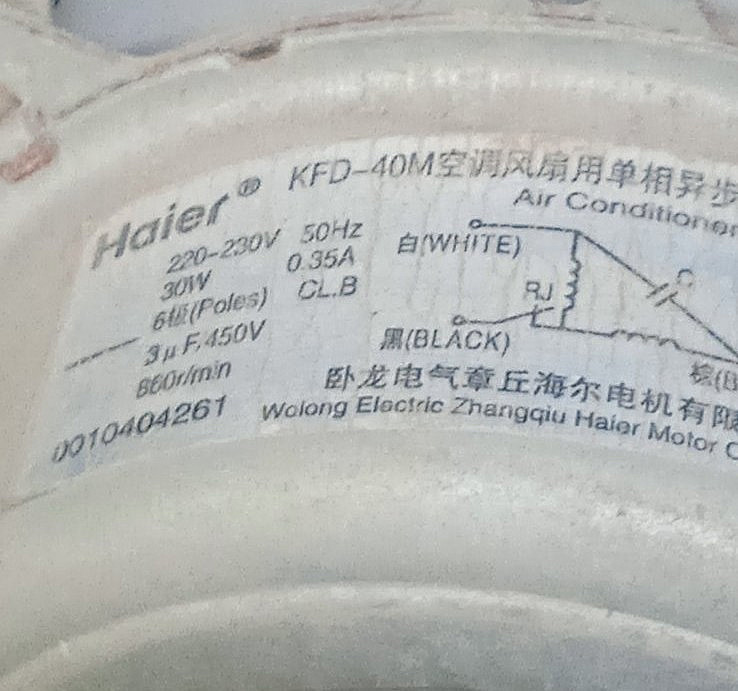 Haier® KFD-40M空调风扇用单相异步
Air Conditioner
220-230V 50Hz
30W 0.35A
6极(Poles) CL.B
3μF,450V
860r/min
0010404261
白(WHITE)
C
RJ
黑(BLACK)
棕(B
卧龙电气章丘海尔电机有限
Wolong Electric Zhangqiu Haier Motor C